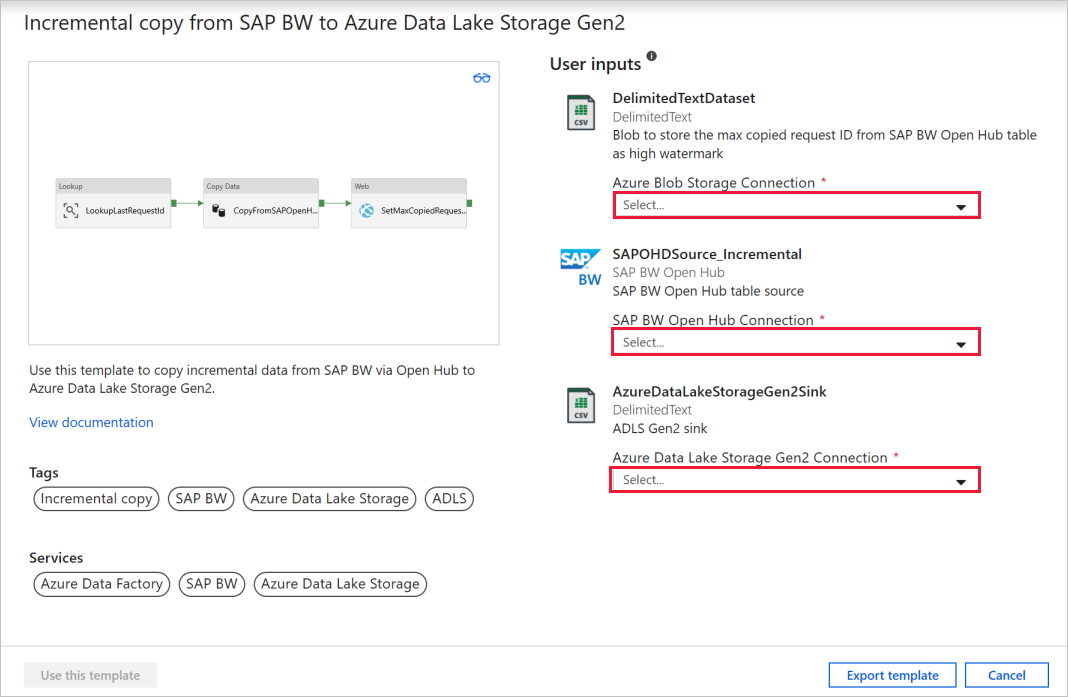 Incremental copy from SAP BW to Azure Data Lake Storage Gen2
Lookup
LookupLastRequestId
Copy Data
CopyFromSAPOpenH...
Web
SetMaxCopiedReques...
Use this template to copy incremental data from SAP BW via Open Hub to
Azure Data Lake Storage Gen2.
View documentation
Tags
Incremental copy
SAP BW
Azure Data Lake Storage
ADLS
Services
Azure Data Factory
SAP BW
Azure Data Lake Storage
User inputs
CSV
DelimitedTextDataset
DelimitedText
Blob to store the max copied request ID from SAP BW Open Hub table
as high watermark
Azure Blob Storage Connection *
Select...
SAP
BW
SAPOHDSource_Incremental
SAP BW Open Hub
SAP BW Open Hub table source
SAP BW Open Hub Connection *
Select...
CSV
AzureDataLakeStorageGen2Sink
DelimitedText
ADLS Gen2 sink
Azure Data Lake Storage Gen2 Connection *
Select...
Use this template
Export template
Cancel